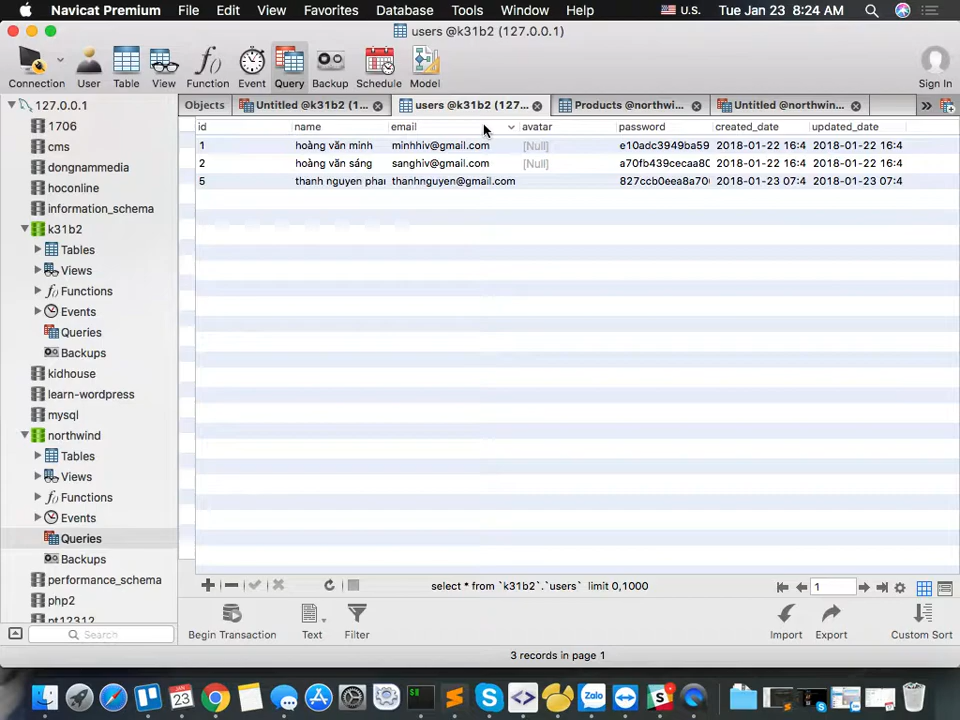 Navicat Premium File Edit View Favorites Database Tools Window Help U.S. Tue Jan 23 8:24 AM
users @k31b2 (127.0.0.1)
Connection User Table View Function Event Query Backup Schedule Model Sign In
127.0.0.1
1706
cms
dongnammedia
hoconline
information_schema
k31b2
Tables
Views
Functions
Events
Queries
Backups
kidhouse
learn-wordpress
mysql
northwind
Tables
Views
Functions
Events
Queries
Backups
performance_schema
php2
pt12312
Search
Objects Untitled @k31b2 (1... users @k31b2 (127... Products @northwi... Untitled @northwin...
id name email avatar password created_date updated_date
1 hoàng văn minh minhhiv@gmail.com [Null] e10adc3949ba59 2018-01-22 16:4 2018-01-22 16:4
2 hoàng văn sáng sanghiv@gmail.com [Null] a70fb439cecaa80 2018-01-22 16:4 2018-01-22 16:4
5 thanh nguyen phan thanhnguyen@gmail.com 827ccb0eea8a70 2018-01-23 07:4 2018-01-23 07:4
select * from `k31b2`.`users` limit 0,1000 1
Begin Transaction Text Filter Import Export Custom Sort
3 records in page 1
JAN
23
Zalo